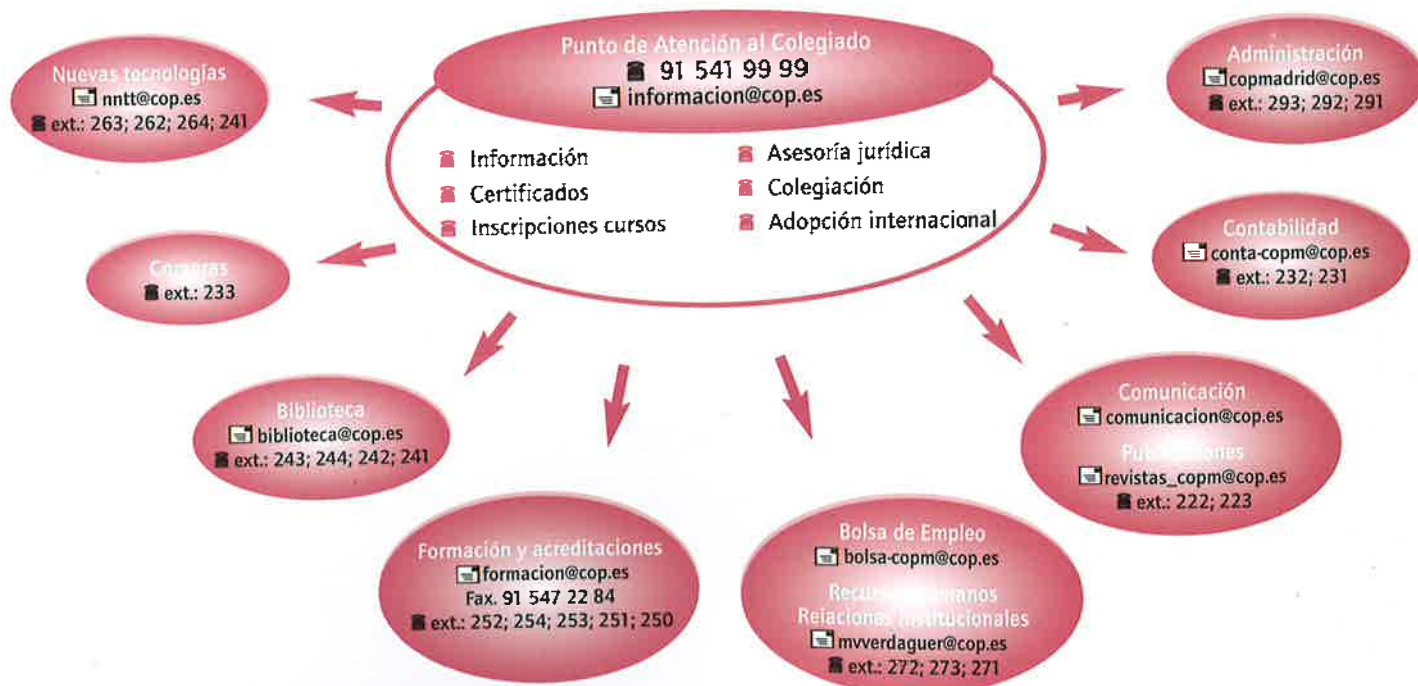 Punto de Atención al Colegiado
91 541 99 99
informacion@cop.es
Información
Certificados
Inscripciones cursos
Asesoría jurídica
Colegiación
Adopción internacional
Nuevas tecnologías
nntt@cop.es
ext.: 263; 262; 264; 241
Compras
ext.: 233
Biblioteca
biblioteca@cop.es
ext.: 243; 244; 242; 241
Formación y acreditaciones
formacion@cop.es
Fax. 91 547 22 84
ext.: 252; 254; 253; 251; 250
Bolsa de Empleo
bolsa-copm@cop.es
Recursos Humanos
Relaciones Institucionales
mvverdaguer@cop.es
ext.: 272; 273; 271
Comunicación
comunicacion@cop.es
Publicaciones
revistas_copm@cop.es
ext.: 222; 223
Contabilidad
conta-copm@cop.es
ext.: 232; 231
Administración
copmadrid@cop.es
ext.: 293; 292; 291